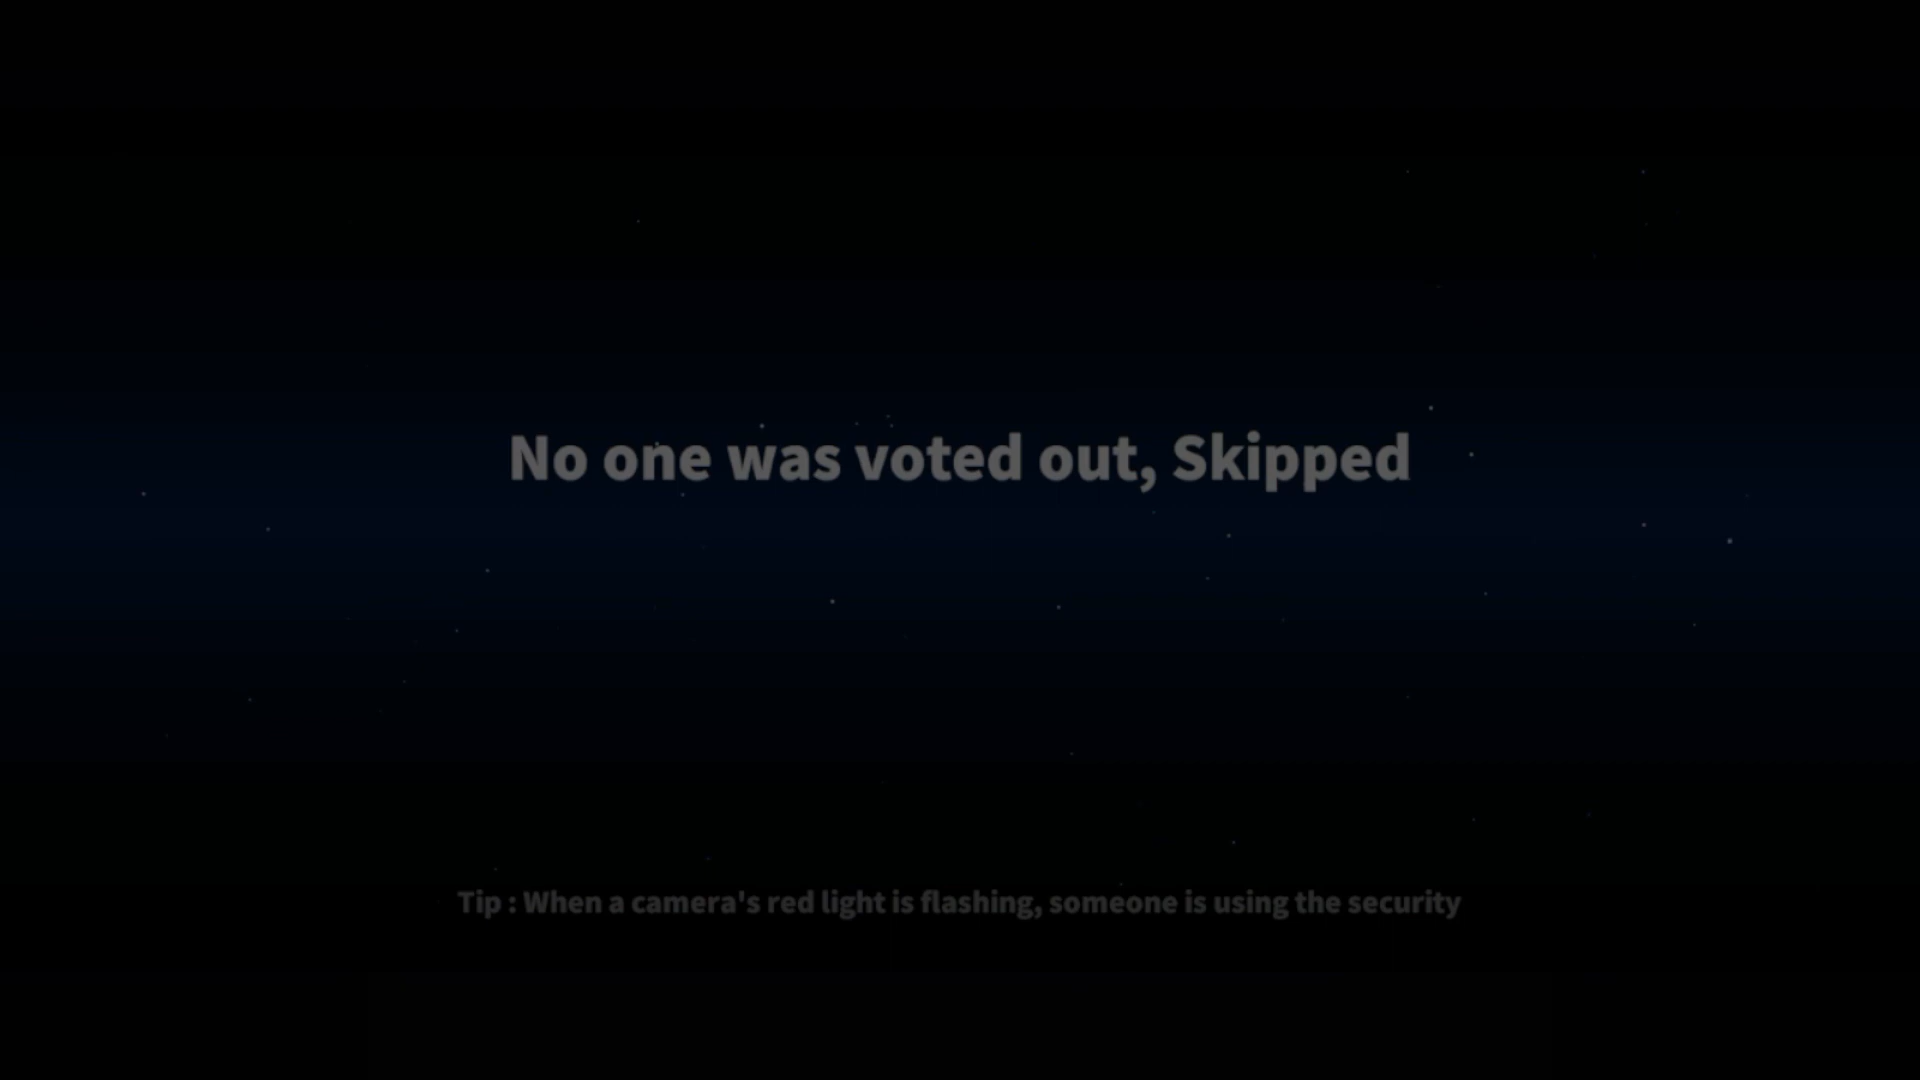 No one was voted out, Skipped
Tip : When a camera's red light is flashing, someone is using the security